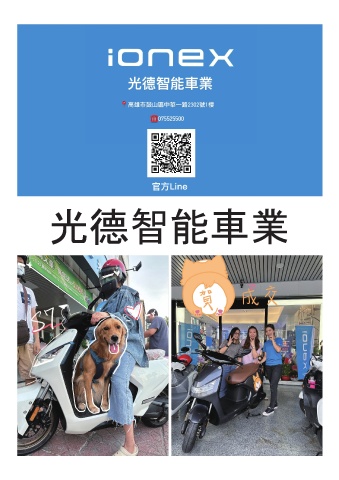 ionex
光德智能車業
高雄市鼓山區中華一路2302號1樓
075525500
官方Line
光德智能車業
S7
賀成交
ionex